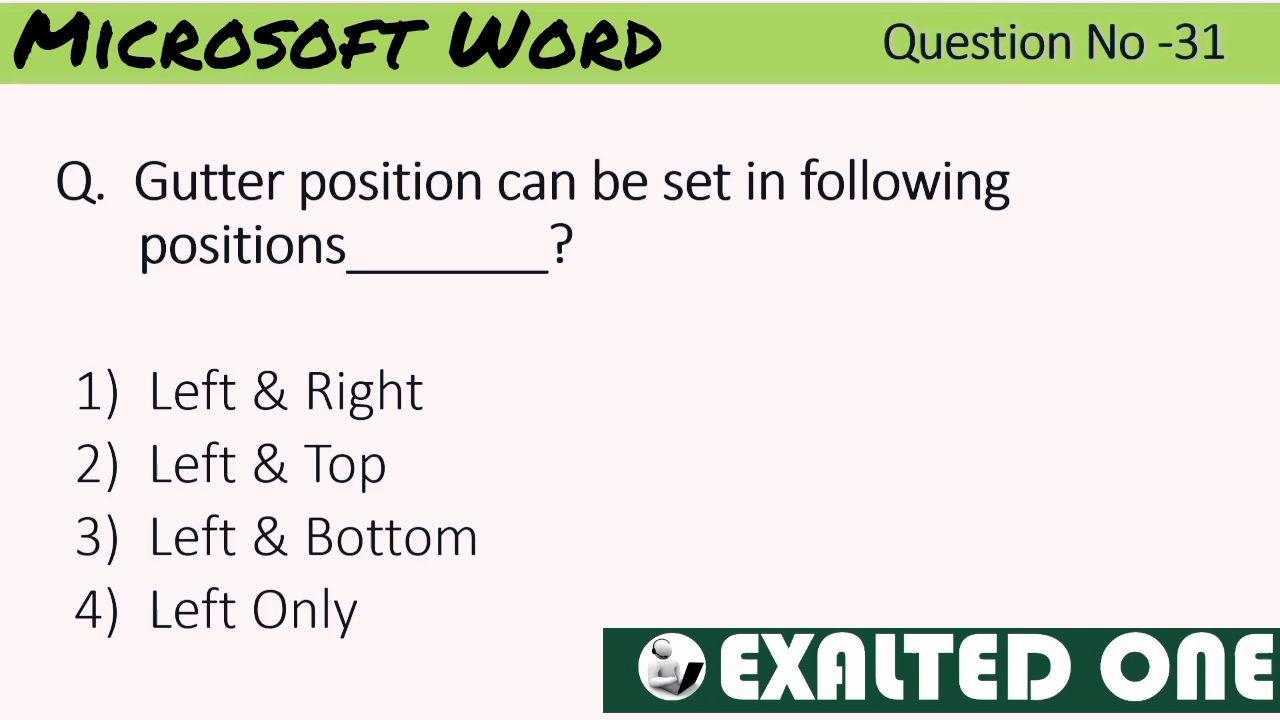 MICROSOFT WORD
Question No -31
Q. Gutter position can be set in following
positions_______?
1) Left & Right
2) Left & Top
3) Left & Bottom
4) Left Only
EXALTED ONE